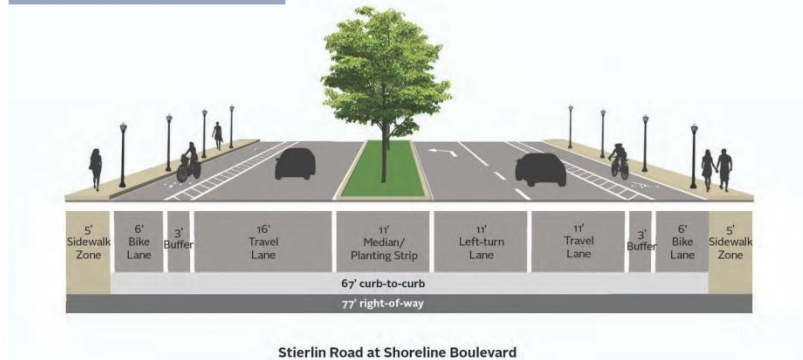 5'
Sidewalk
Zone
6'
Bike
Lane
3'
Buffer
16'
Travel
Lane
11'
Median/
Planting Strip
11'
Left-turn
Lane
11'
Travel
Lane
3'
Buffer
6'
Bike
Lane
5'
Sidewalk
Zone
67' curb-to-curb
77' right-of-way
Stierlin Road at Shoreline Boulevard